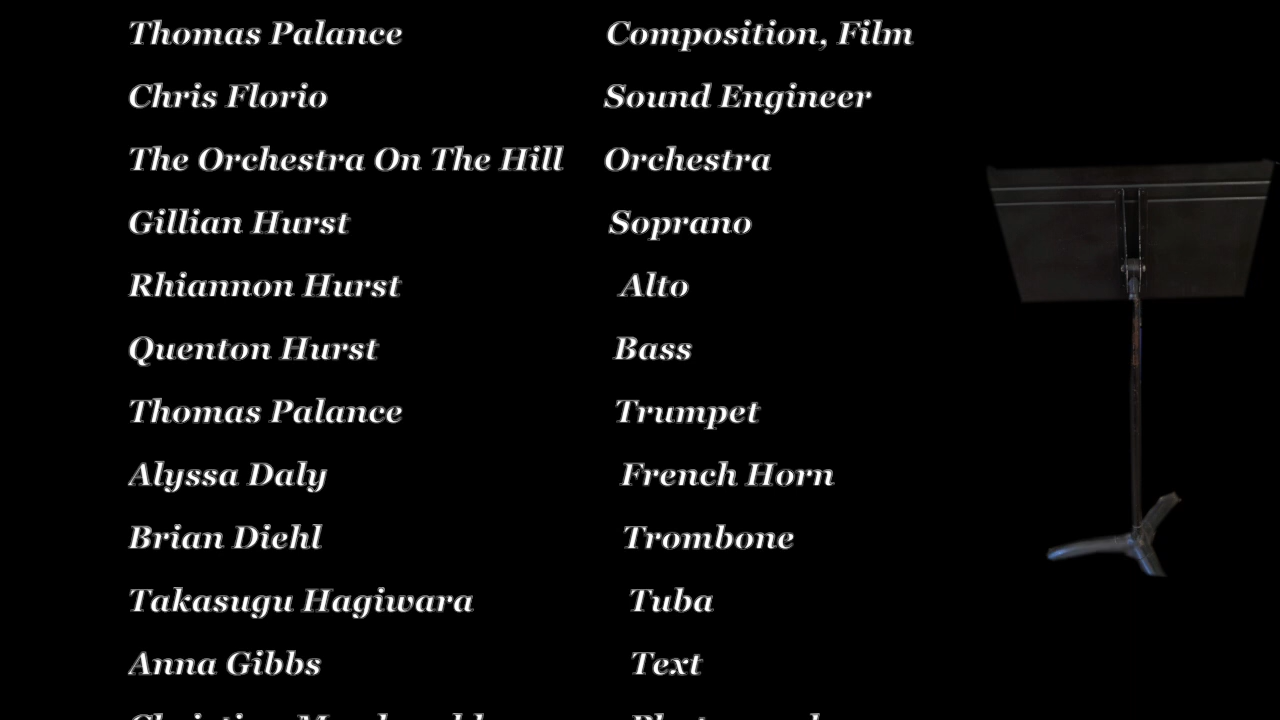 Thomas Palance Composition, Film
Chris Florio Sound Engineer
The Orchestra On The Hill Orchestra
Gillian Hurst Soprano
Rhiannon Hurst Alto
Quenton Hurst Bass
Thomas Palance Trumpet
Alyssa Daly French Horn
Brian Diehl Trombone
Takasugu Hagiwara Tuba
Anna Gibbs Text